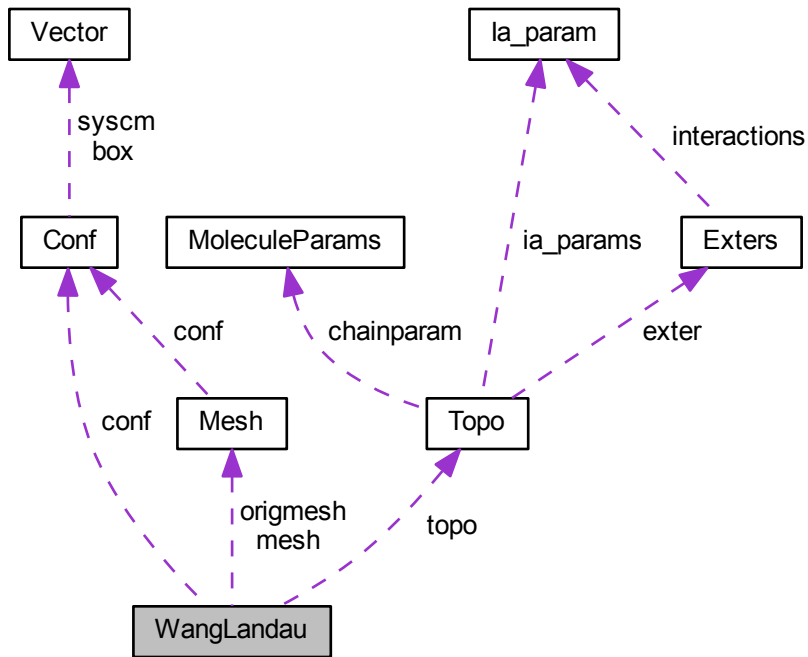 Vector
Ia_param
syscm
box
interactions
Conf
MoleculeParams
ia_params
Exters
conf
chainparam
exter
conf
Mesh
Topo
origmesh
mesh
topo
WangLandau